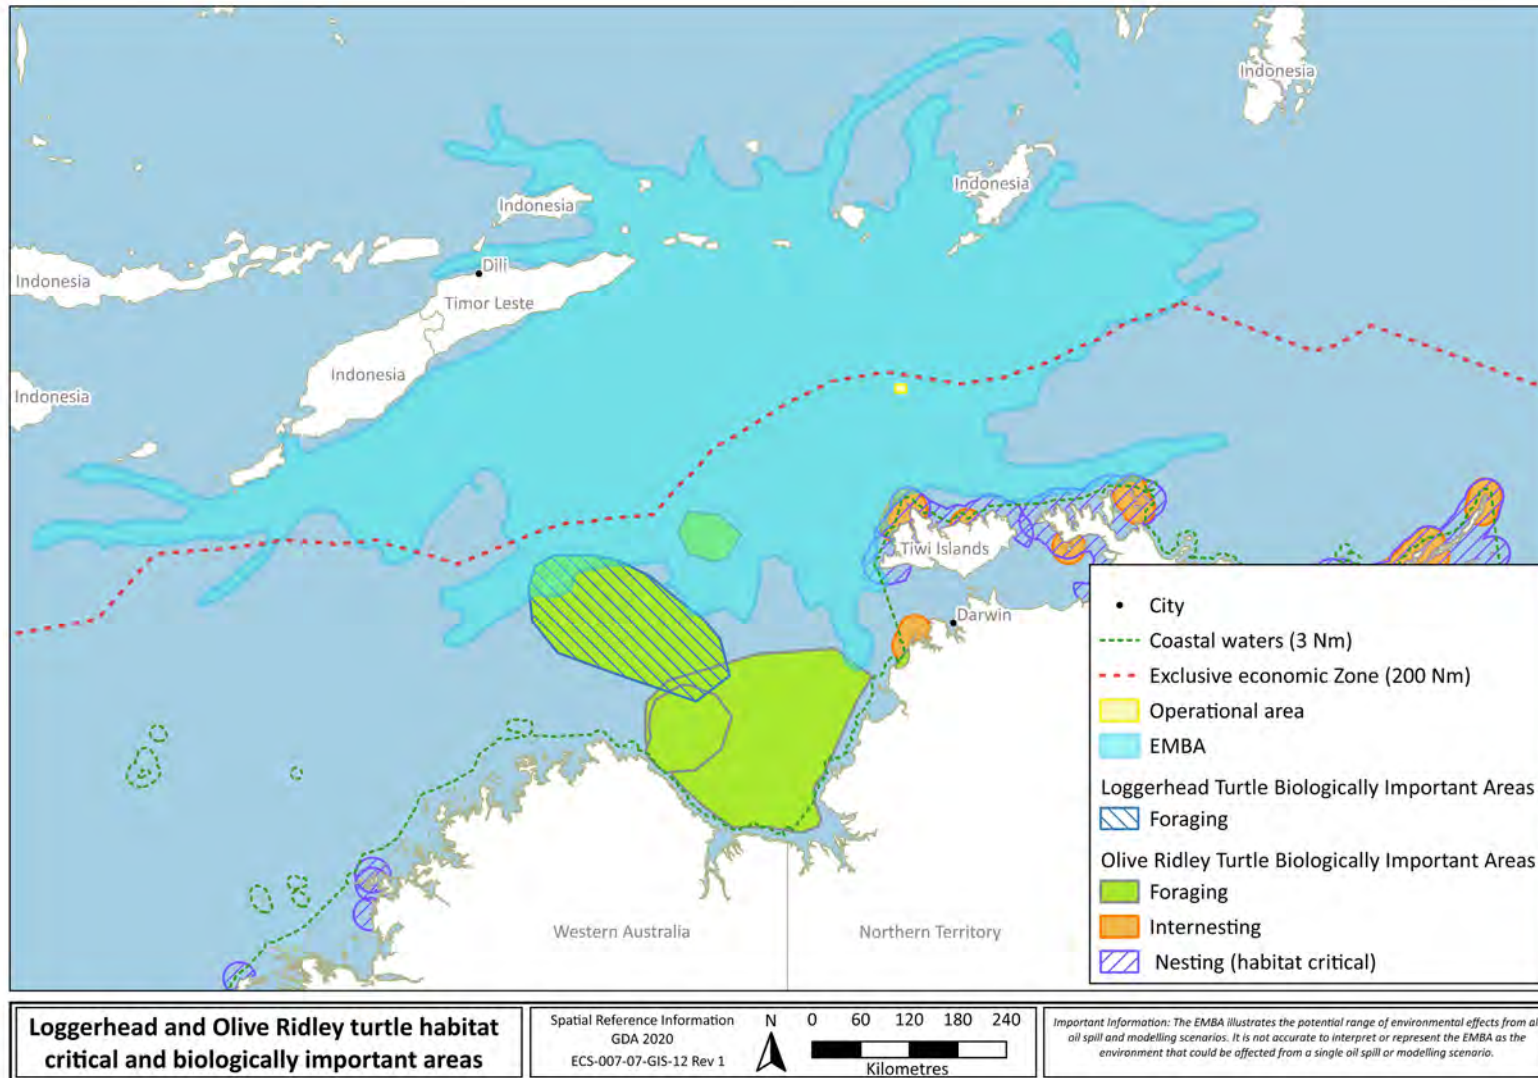 Indonesia
Indonesia
Indonesia
Dili
Indonesia
Timor Leste
Indonesia
Indonesia
Tiwi Islands
Darwin
Western Australia
Northern Territory
City
Coastal waters (3 Nm)
Exclusive economic Zone (200 Nm)
Operational area
EMBA
Loggerhead Turtle Biologically Important Areas
Foraging
Olive Ridley Turtle Biologically Important Areas
Foraging
Internesting
Nesting (habitat critical)
Loggerhead and Olive Ridley turtle habitat
critical and biologically important areas
Spatial Reference Information
GDA 2020
ECS-007-07-GIS-12 Rev 1
N
0 60 120 180 240
Kilometres
Important Information: The EMBA illustrates the potential range of environmental effects from al
oil spill and modelling scenarios. It is not accurate to interpret or represent the EMBA as the
environment that could be affected from a single oil spill or modelling scenario.